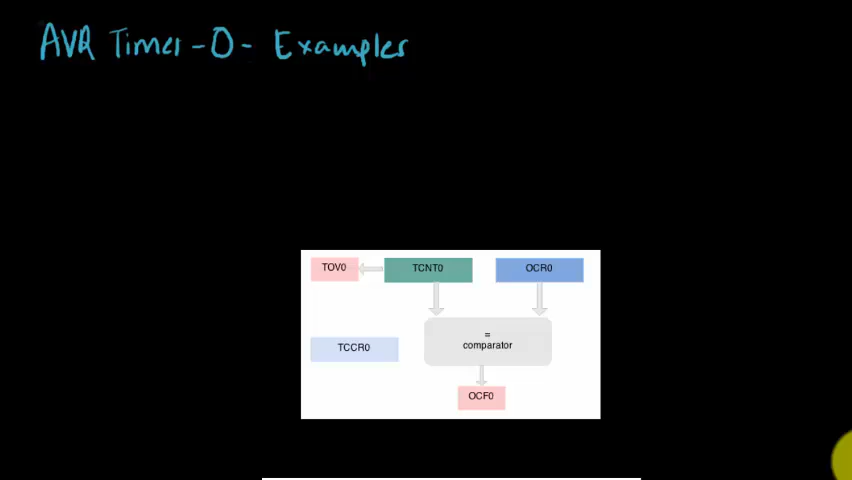 AVR Timer-0- Examples
TOV0 TCNT0 OCR0
=
TCCR0 comparator
OCF0